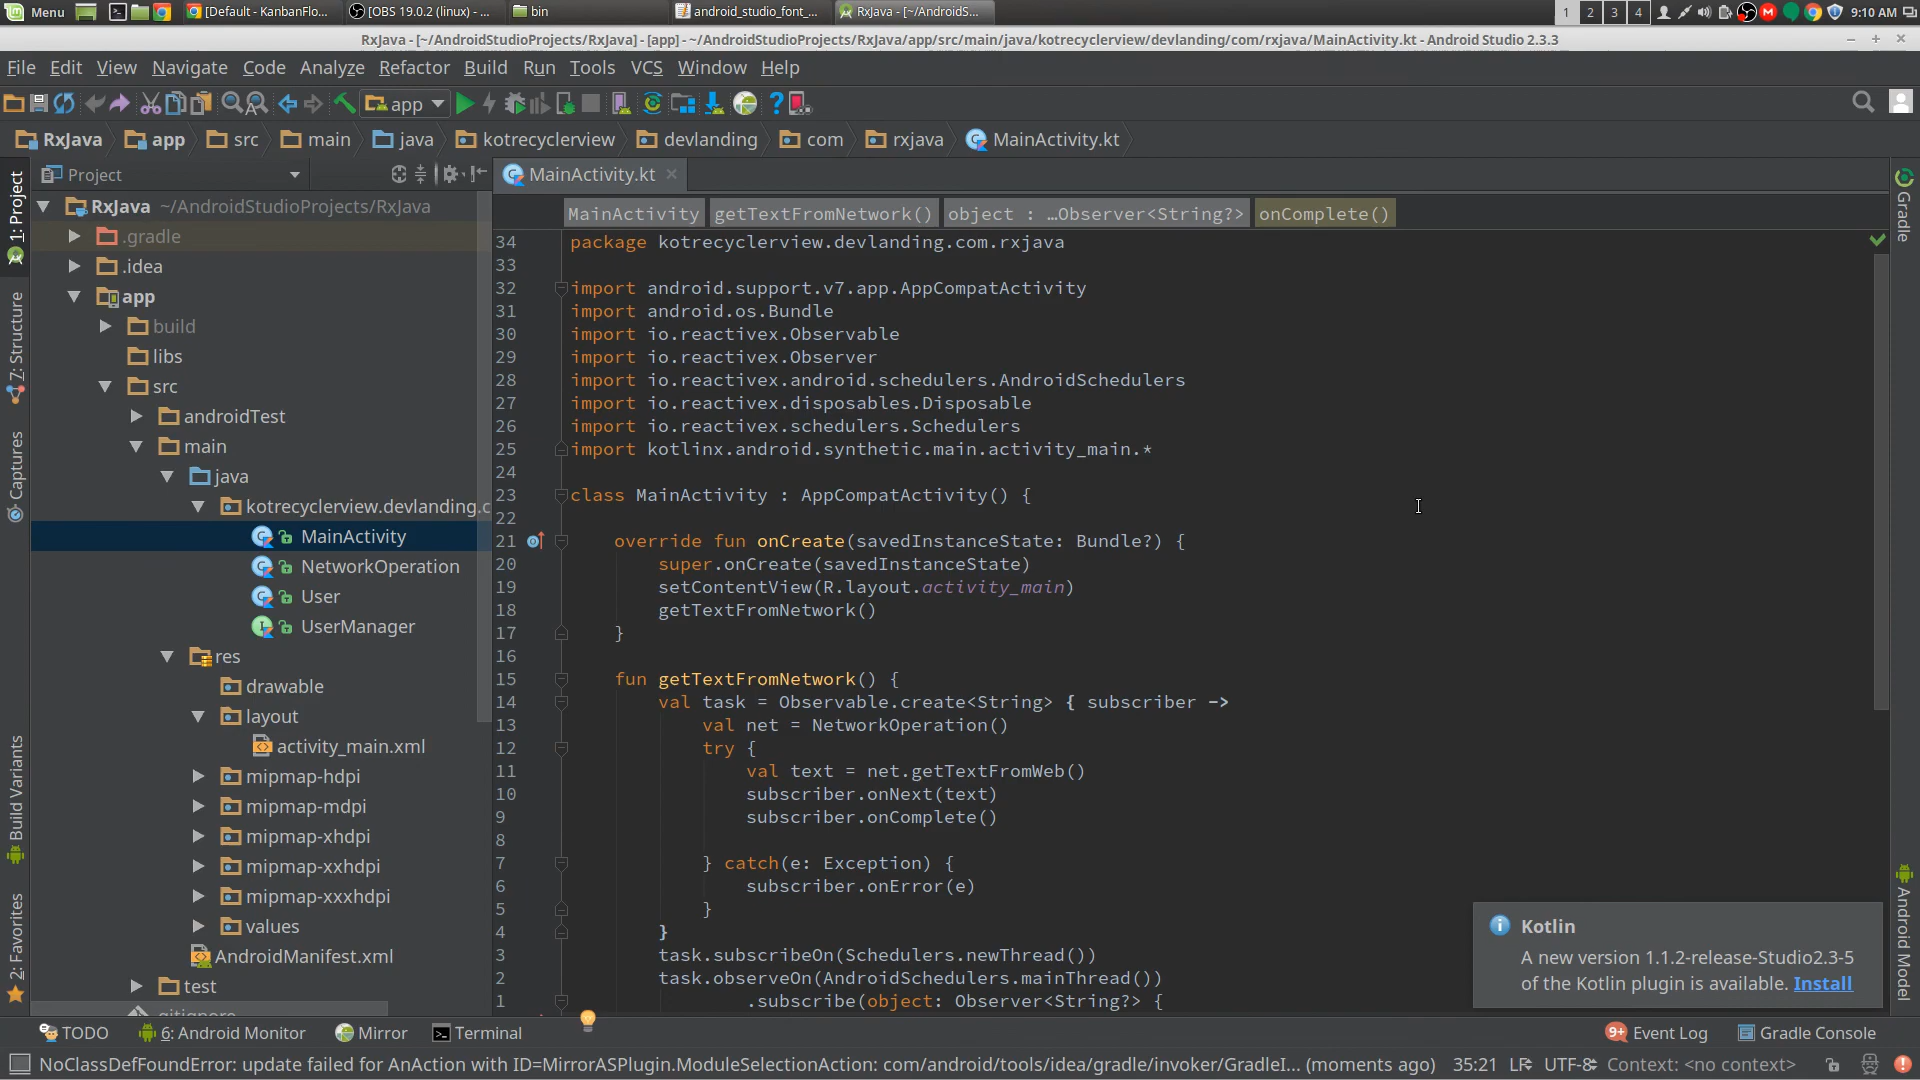 Menu
[Default - KanbanFlo...
[OBS 19.0.2 (linux) - ...
bin
android_studio_font_...
RxJava - [~/AndroidS...
1 2 3 4
9:10 AM
RxJava - [~/AndroidStudioProjects/RxJava] - [app] - ~/AndroidStudioProjects/RxJava/app/src/main/java/kotrecyclerview/devlanding/com/rxjava/MainActivity.kt - Android Studio 2.3.3
File Edit View Navigate Code Analyze Refactor Build Run Tools VCS Window Help
app
RxJava app src main java kotrecyclerview devlanding com rxjava MainActivity.kt
Project
MainActivity.kt
MainActivity getTextFromNetwork() object : …Observer<String?> onComplete()
1: Project
7: Structure
Captures
Build Variants
2: Favorites
RxJava ~/AndroidStudioProjects/RxJava
.gradle
.idea
app
build
libs
src
androidTest
main
java
kotrecyclerview.devlanding.c
MainActivity
NetworkOperation
User
UserManager
res
drawable
layout
activity_main.xml
mipmap-hdpi
mipmap-mdpi
mipmap-xhdpi
mipmap-xxhdpi
mipmap-xxxhdpi
values
AndroidManifest.xml
test
.gitignore
34 package kotrecyclerview.devlanding.com.rxjava
33
32 import android.support.v7.app.AppCompatActivity
31 import android.os.Bundle
30 import io.reactivex.Observable
29 import io.reactivex.Observer
28 import io.reactivex.android.schedulers.AndroidSchedulers
27 import io.reactivex.disposables.Disposable
26 import io.reactivex.schedulers.Schedulers
25 import kotlinx.android.synthetic.main.activity_main.*
24
23 class MainActivity : AppCompatActivity() {
22
21 override fun onCreate(savedInstanceState: Bundle?) {
20 super.onCreate(savedInstanceState)
19 setContentView(R.layout.activity_main)
18 getTextFromNetwork()
17 }
16
15 fun getTextFromNetwork() {
14 val task = Observable.create<String> { subscriber ->
13 val net = NetworkOperation()
12 try {
11 val text = net.getTextFromWeb()
10 subscriber.onNext(text)
9 subscriber.onComplete()
8
7 } catch(e: Exception) {
6 subscriber.onError(e)
5 }
4 }
3 task.subscribeOn(Schedulers.newThread())
2 task.observeOn(AndroidSchedulers.mainThread())
1 .subscribe(object: Observer<String?> {
Gradle
Android Model
Kotlin
A new version 1.1.2-release-Studio2.3-5
of the Kotlin plugin is available. Install
TODO 6: Android Monitor Mirror Terminal 9+ Event Log Gradle Console
NoClassDefFoundError: update failed for AnAction with ID=MirrorASPlugin.ModuleSelectionAction: com/android/tools/idea/gradle/invoker/GradleI... (moments ago) 35:21 LF UTF-8 Context: <no context>